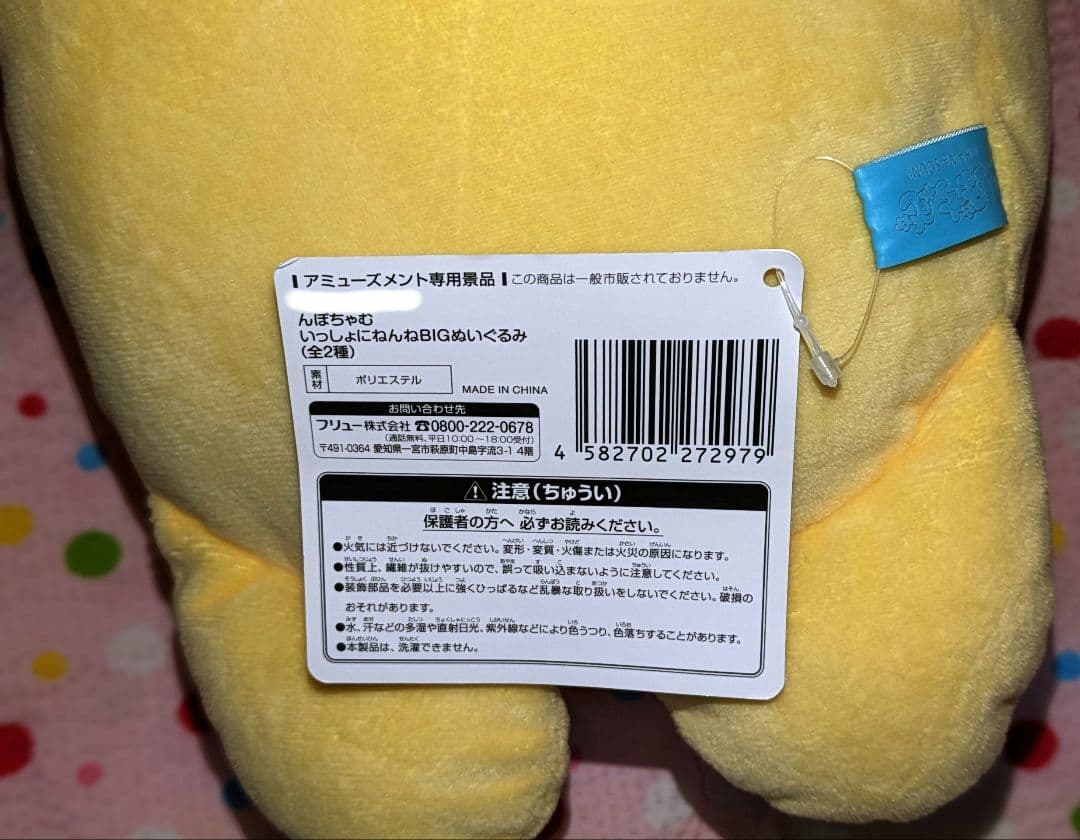 アミューズメント専用景品 この商品は一般市販されておりません。
んぽちゃむ
いっしょにねんねBIGぬいぐるみ
(全2種)
素材 ポリエステル
MADE IN CHINA
お問い合わせ先
フリュー株式会社 ☎0800-222-0678
(通話無料、平日10:00～18:00受付)
〒491-0364 愛知県一宮市萩原町中島字流3-1 4階
4 582702 272979
⚠注意(ちゅうい)
保護者の方へ 必ずお読みください。
●火気には近づけないでください。変形・変質・火傷または火災の原因になります。
●性質上、繊維が抜けやすいので、誤って吸い込まないように注意してください。
●装飾部品を必要以上に強くひっぱるなど乱暴な取り扱いをしないでください。破損の
おそれがあります。
●水、汗などの多湿や直射日光、紫外線などにより色うつり、色落ちすることがあります。
●本製品は、洗濯できません。